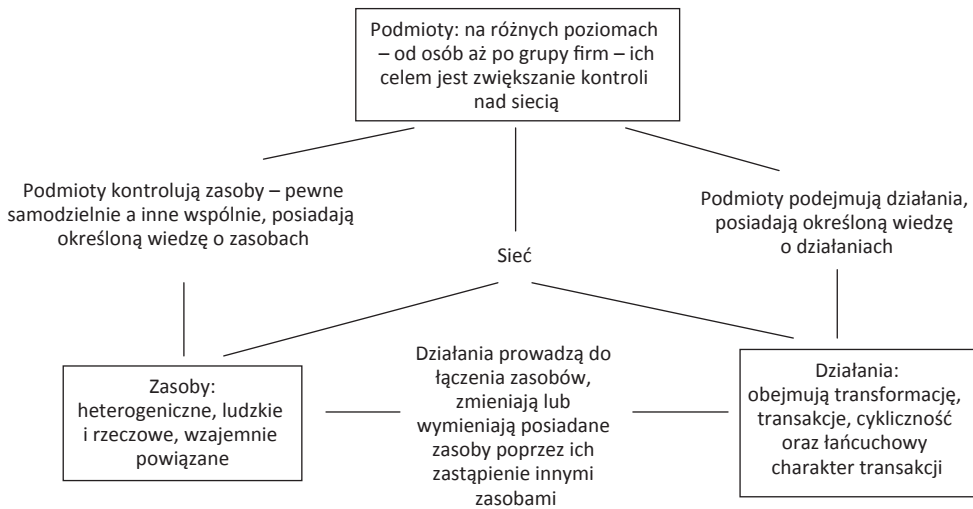 Podmioty: na różnych poziomach
– od osób aż po grupy firm – ich
celem jest zwiększanie kontroli
nad siecią
Podmioty kontrolują zasoby – pewne
samodzielnie a inne wspólnie, posiadają
określoną wiedzę o zasobach
Podmioty podejmują działania,
posiadają określoną wiedzę
o działaniach
Sieć
Zasoby:
heterogeniczne, ludzkie
i rzeczowe, wzajemnie
powiązane
Działania prowadzą do
łączenia zasobów,
zmieniają lub
wymieniają posiadane
zasoby poprzez ich
zastąpienie innymi
zasobami
Działania:
obejmują transformację,
transakcje, cykliczność
oraz łańcuchowy
charakter transakcji